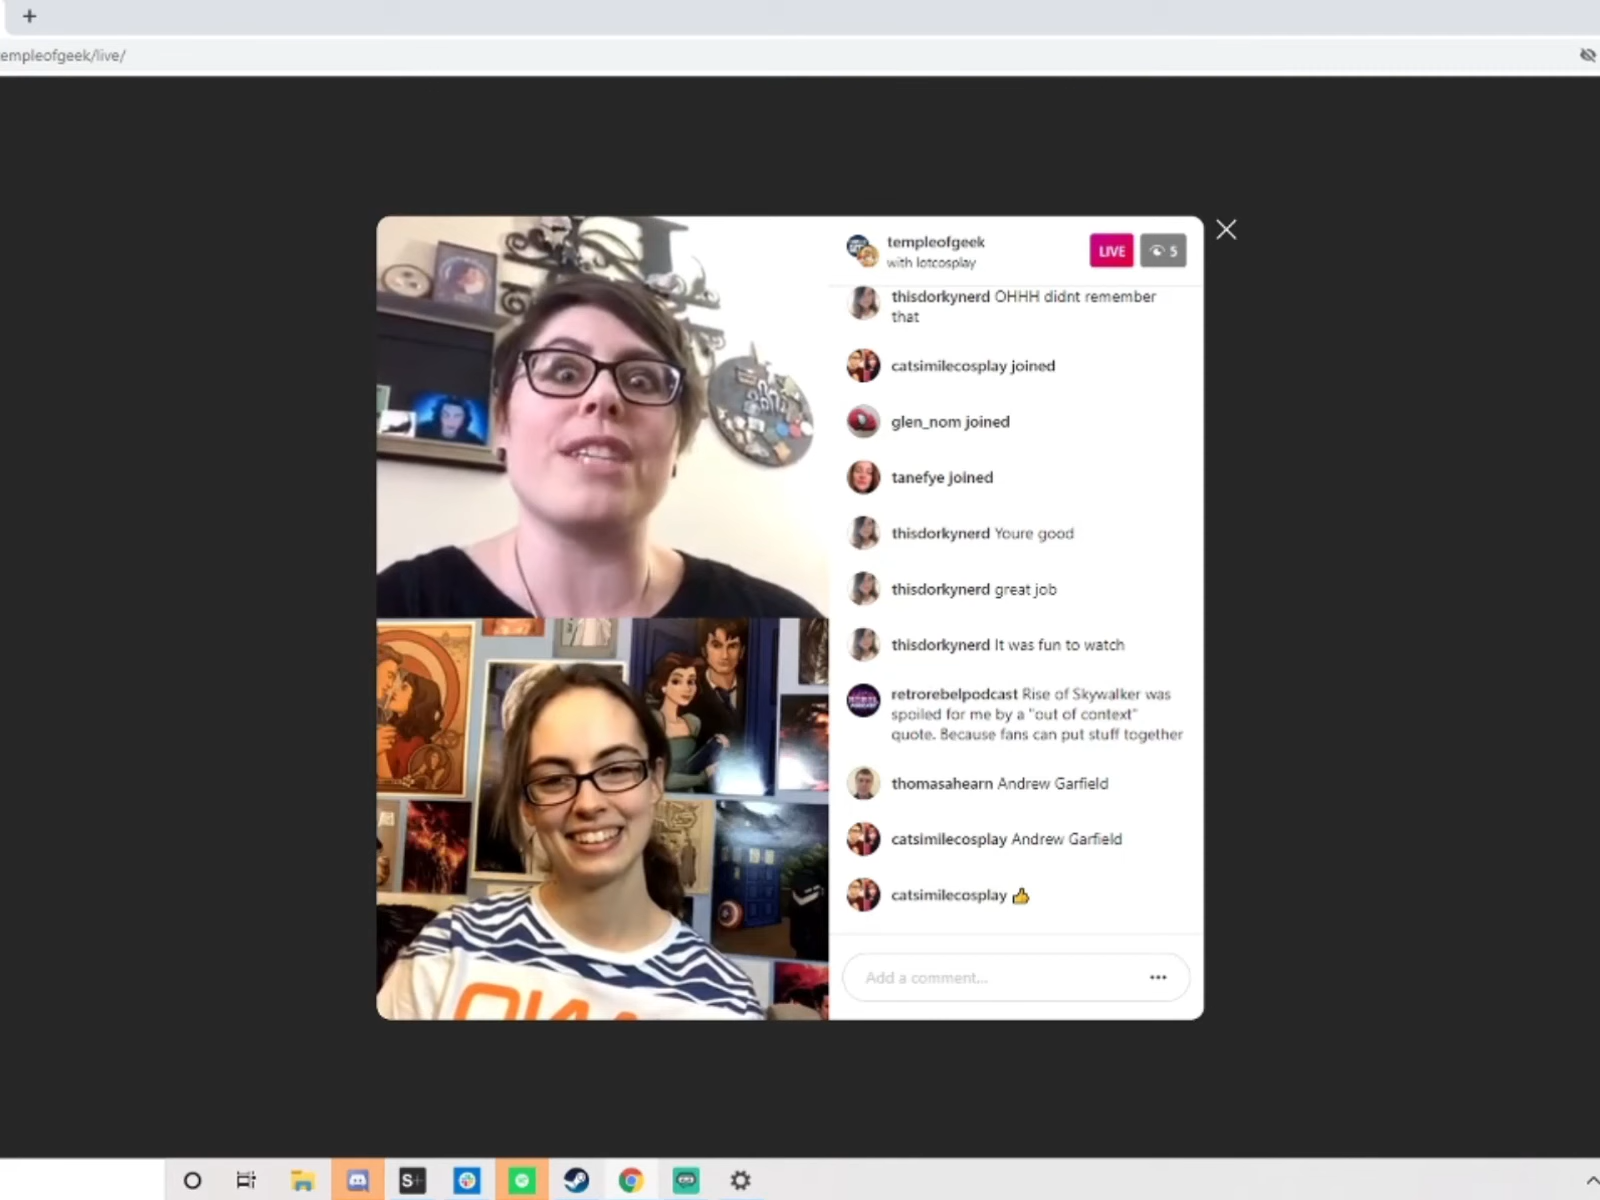 empleofgeek/live/
templeofgeek
with lotcosplay
LIVE
5
thisdorkynerd OHHH didnt remember
that
catsimilecosplay joined
glen_nom joined
tanefye joined
thisdorkynerd Youre good
thisdorkynerd great job
thisdorkynerd It was fun to watch
retrorebelpodcast Rise of Skywalker was
spoiled for me by a "out of context"
quote. Because fans can put stuff together
thomasahearn Andrew Garfield
catsimilecosplay Andrew Garfield
catsimilecosplay 👍
Add a comment...
S+